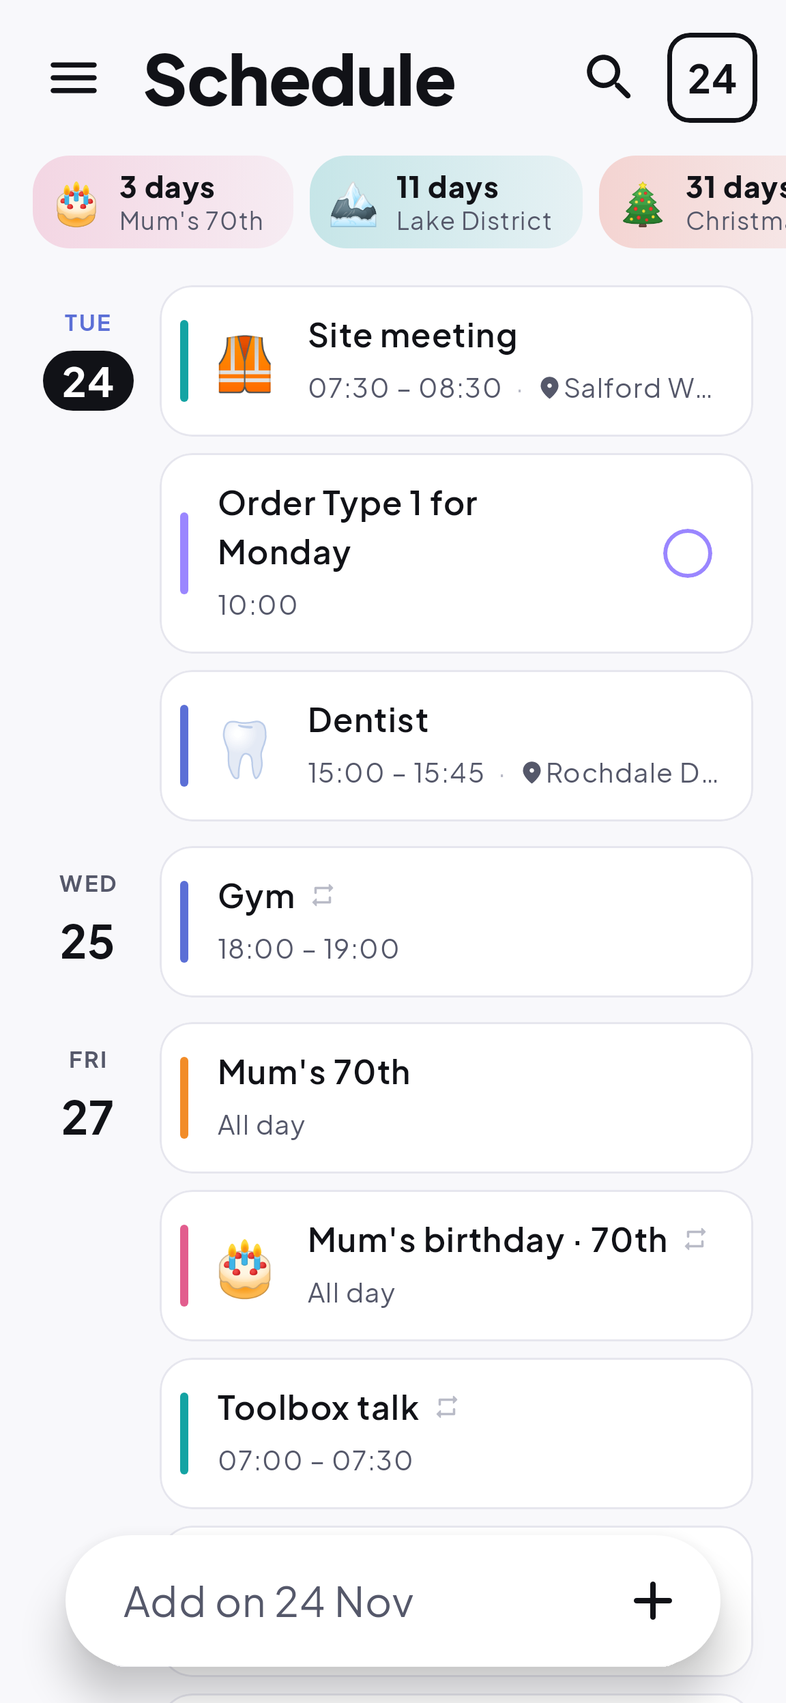 Schedule
24
3 days
Mum's 70th
11 days
Lake District
31 days
Christma
TUE
24
Site meeting
07:30 – 08:30 · Salford W...
Order Type 1 for
Monday
10:00
Dentist
15:00 – 15:45 · Rochdale D...
WED
25
Gym
18:00 – 19:00
FRI
27
Mum's 70th
All day
Mum's birthday · 70th
All day
Toolbox talk
07:00 – 07:30
Add on 24 Nov